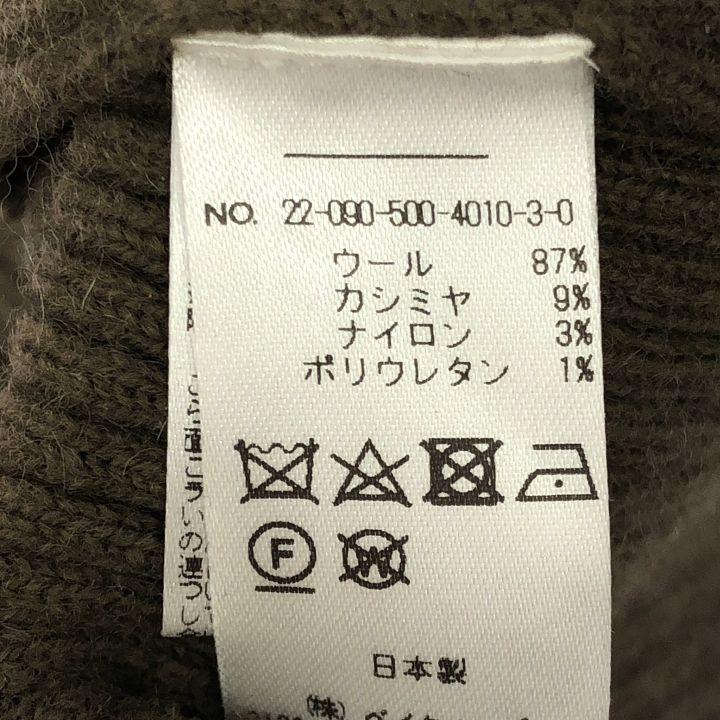 NO. 22-090-500-4010-3-0
ウール 87%
カシミヤ 9%
ナイロン 3%
ポリウレタン 1%
F
W
日本製
(株)